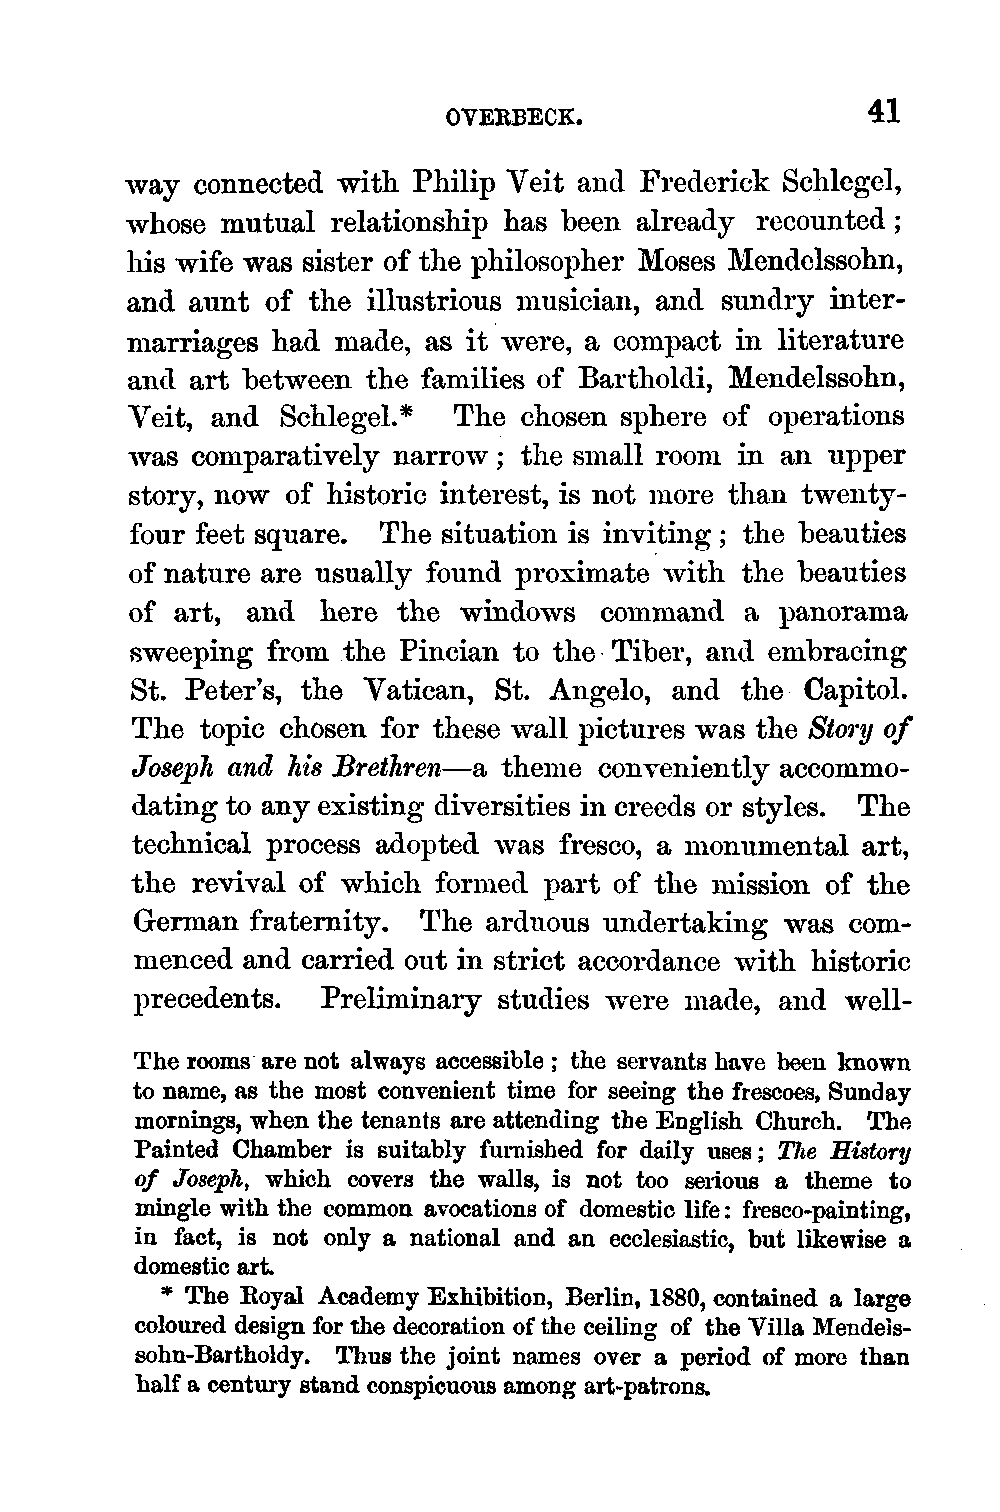 OVERBECK. 41
way connected with Philip Veit and Frederick Schlegel,
whose mutual relationship has been already recounted ;
his wife was sister of the philosopher Moses Mendelssohn,
and aunt of the illustrious musician, and sundry inter-
marriages had made, as it were, a compact in literature
and art between the families of Bartholdi, Mendelssohn,
Veit, and Schlegel.* The chosen sphere of operations
was comparatively narrow ; the small room in an upper
story, now of historic interest, is not more than twenty-
four feet square. The situation is inviting ; the beauties
of nature are usually found proximate with the beauties
of art, and here the windows command a panorama
sweeping from the Pincian to the Tiber, and embracing
St. Peter's, the Vatican, St. Angelo, and the Capitol.
The topic chosen for these wall pictures was the Story of
Joseph and his Brethren—a theme conveniently accommo-
dating to any existing diversities in creeds or styles. The
technical process adopted was fresco, a monumental art,
the revival of which formed part of the mission of the
German fraternity. The arduous undertaking was com-
menced and carried out in strict accordance with historic
precedents. Preliminary studies were made, and well-
The rooms are not always accessible ; the servants have been known
to name, as the most convenient time for seeing the frescoes, Sunday
mornings, when the tenants are attending the English Church. The
Painted Chamber is suitably furnished for daily uses ; The History
of Joseph, which covers the walls, is not too serious a theme to
mingle with the common avocations of domestic life: fresco-painting,
in fact, is not only a national and an ecclesiastic, but likewise a
domestic art.
* The Royal Academy Exhibition, Berlin, 1880, contained a large
coloured design for the decoration of the ceiling of the Villa Mendels-
sohn-Bartholdy. Thus the joint names over a period of more than
half a century stand conspicuous among art-patrons.